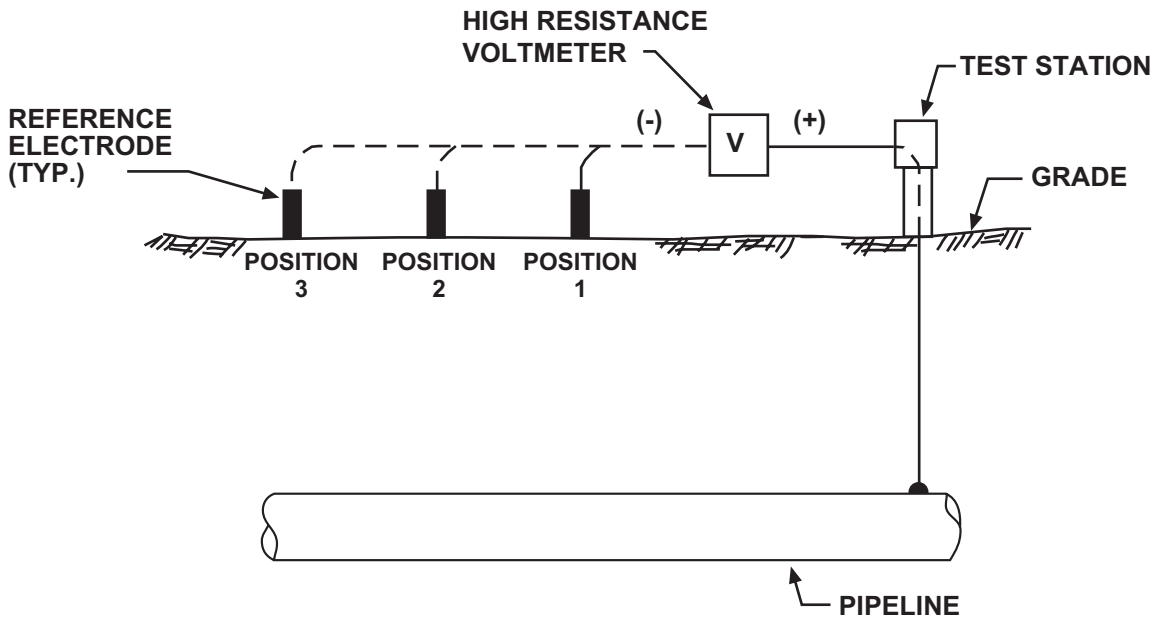 HIGH RESISTANCE
VOLTMETER
TEST STATION
REFERENCE
ELECTRODE
(TYP.)
(-)
V
(+)
GRADE
POSITION
3
POSITION
2
POSITION
1
PIPELINE